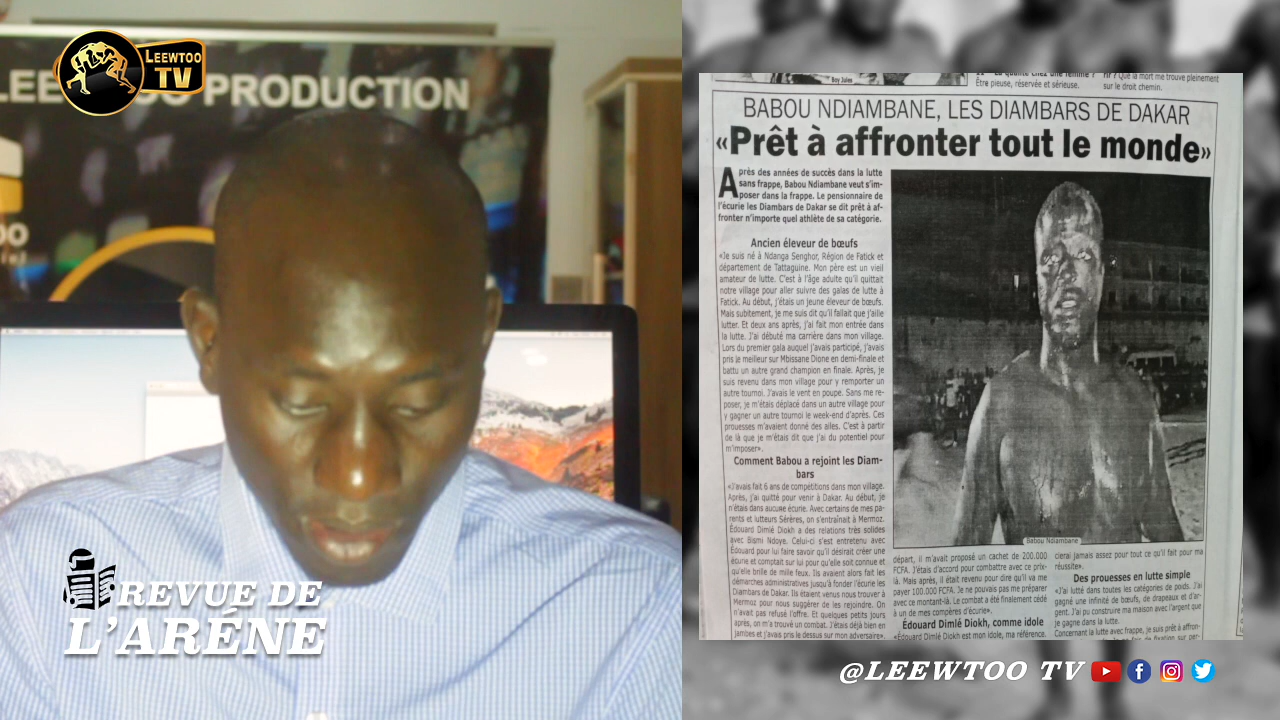 LEEWTOO
TV
LEE
OO PRODUCTION
OO
REVUE DE
L'ARÉNE
Boy Jules
Être pieuse, réservée et sérieuse.
Que la mort me trouve pleinement
sur le droit chemin.
BABOU NDIAMBANE, LES DIAMBARS DE DAKAR
«Prêt à affronter tout le monde»
Après des années de succès dans la lutte
sans frappe, Babou Ndiambane veut s'im-
poser dans la frappe. Le pensionnaire de
l'écurie les Diambars de Dakar se dit prêt à af-
fronter n'importe quel athlète de sa catégorie.
Ancien éleveur de bœufs
«Je suis né à Ndanga Senghor, Région de Fatick et
département de Tattaguine. Mon père est un vieil
amateur de lutte. C'est à l'âge adulte qu'il quittait
notre village pour aller suivre des galas de lutte à
Fatick. Au début, j'étais un jeune éleveur de bœufs.
Mais subitement, je me suis dit qu'il fallait que j'aille
lutter. Et deux ans après, j'ai fait mon entrée dans
la lutte. J'ai débuté ma carrière dans mon village.
Lors du premier gala auquel j'avais participé, j'avais
pris le meilleur sur Mbissane Dione en demi-finale et
battu un autre grand champion en finale. Après, je
suis revenu dans mon village pour y remporter un
autre tournoi. J'avais le vent en poupe. Sans me re-
poser, je m'étais déplacé dans un autre village pour
y gagner un autre tournoi le week-end d'après. Ces
prouesses m'avaient donné des ailes. C'est à partir
de là que je m'étais dit que j'ai du potentiel pour
m'imposer».
Comment Babou a rejoint les Diam-
bars
«J'avais fait 6 ans de compétitions dans mon village.
Après, j'ai quitté pour venir à Dakar. Au début, je
n'étais dans aucune écurie. Avec certains de mes pa-
rents et lutteurs Sérères, on s'entraînait à Mermoz.
Édouard Dimlé Diokh a des relations très solides
avec Bismi Ndoye. Celui-ci s'est entretenu avec
Édouard pour lui faire savoir qu'il désirait créer une
écurie et comptait sur lui pour qu'elle soit connue et
qu'elle brille de mille feux. Ils avaient alors fait les
démarches administratives jusqu'à fonder l'écurie les
Diambars de Dakar. Ils étaient venus nous trouver à
Mermoz pour nous suggérer de les rejoindre. On
n'avait pas refusé l'offre. Et quelques petits jours
après, on m'a trouvé un combat. J'étais déjà bien en
jambes et j'avais pris le dessus sur mon adversaire».
Babou Ndiambane
départ, il m'avait proposé un cachet de 200.000
FCFA. J'étais d'accord pour combattre avec ce prix-
là. Mais après, il était revenu pour dire qu'il va me
payer 100.000 FCFA. Je ne pouvais pas me préparer
avec ce montant-là. Le combat a été finalement cédé
à un de mes compères d'écurie».
Édouard Dimlé Diokh, comme idole
«Édouard Dimlé Diokh est mon idole, ma référence.
cierai jamais assez pour tout ce qu'il fait pour ma
réussite».
Des prouesses en lutte simple
«J'ai lutté dans toutes les catégories de poids. J'ai
gagné une infinité de bœufs, de drapeaux et d'ar-
gent. J'ai pu construire ma maison avec l'argent que
je gagne dans la lutte.
Concernant la lutte avec frappe, je suis prêt à affron-
@LEEWTOO TV